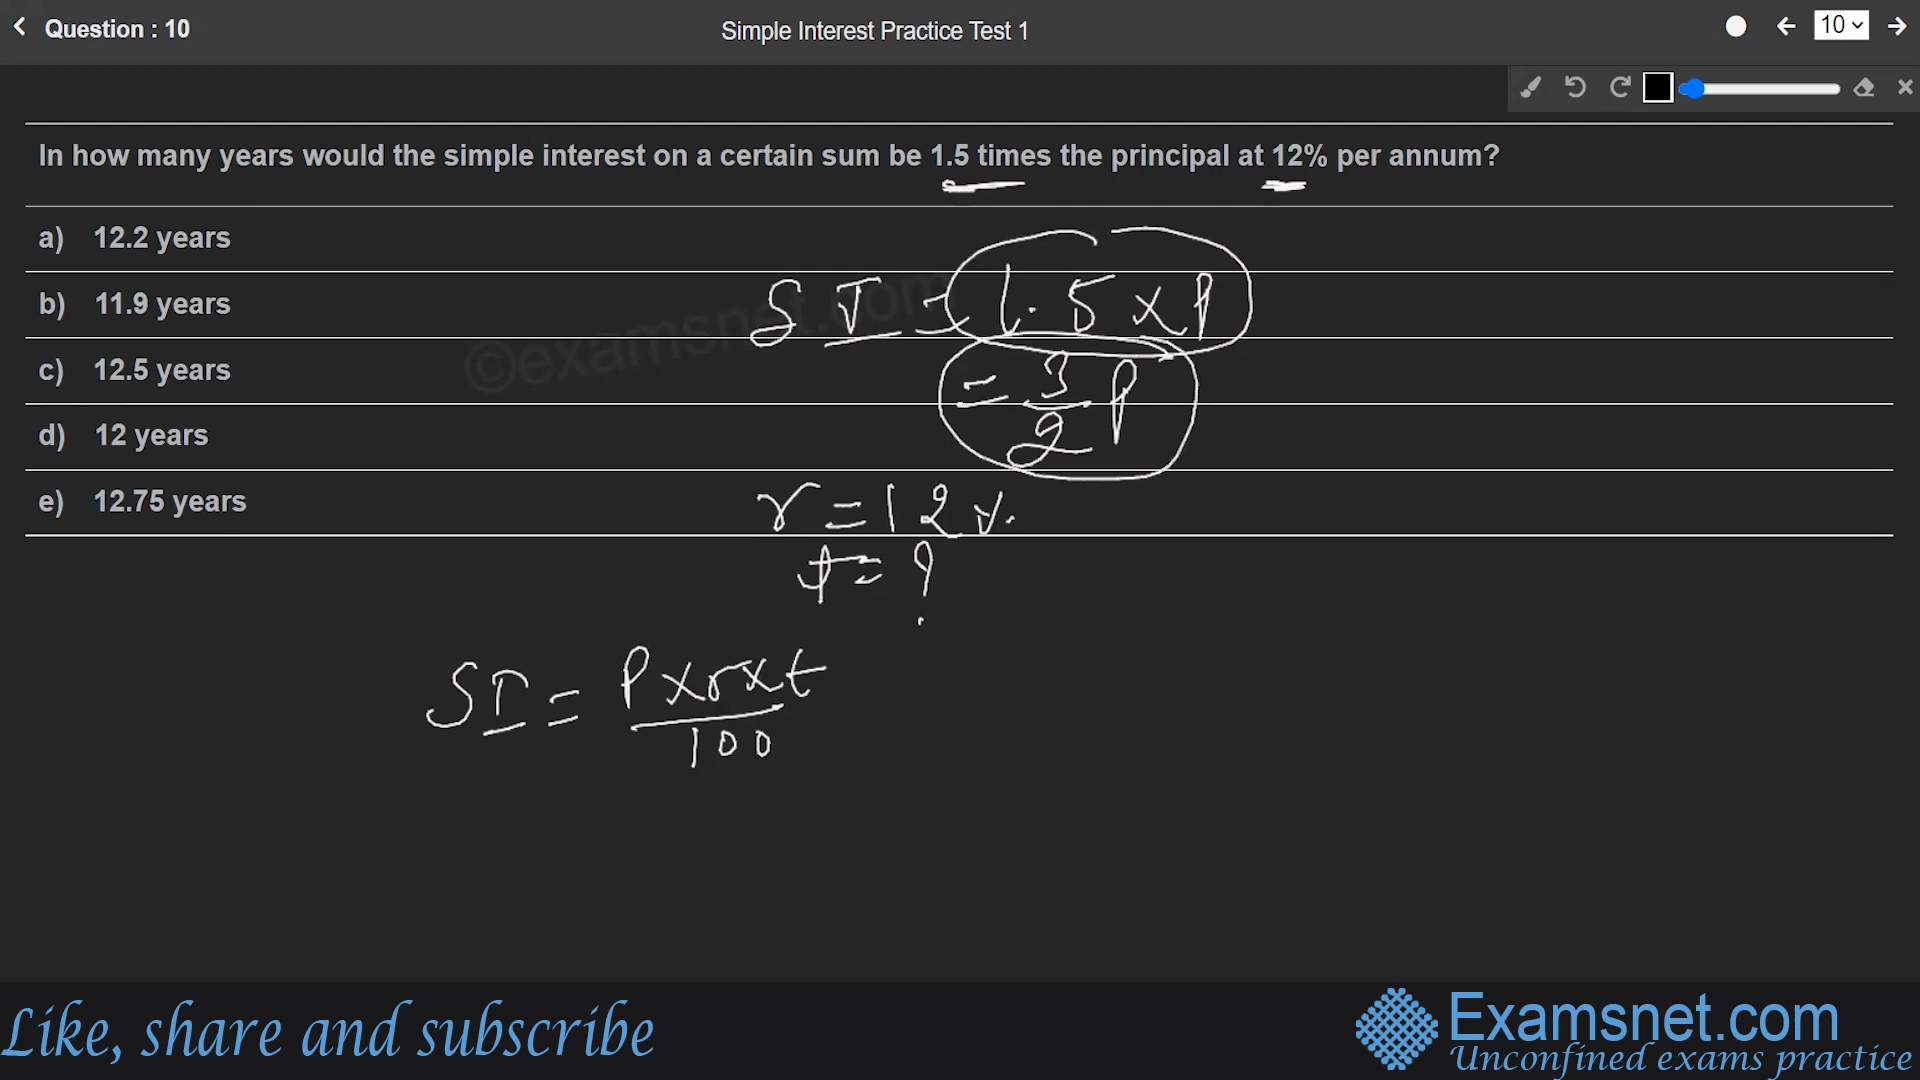 Question : 10
Simple Interest Practice Test 1
10
In how many years would the simple interest on a certain sum be 1.5 times the principal at 12% per annum?
a) 12.2 years
b) 11.9 years
c) 12.5 years
d) 12 years
e) 12.75 years
©examsnet.com
SI = 1.5 x P
= 3/2 P
r = 12%
t = ?
SI = P x r x t / 100
Like, share and subscribe
Examsnet.com
Unconfined exams practice